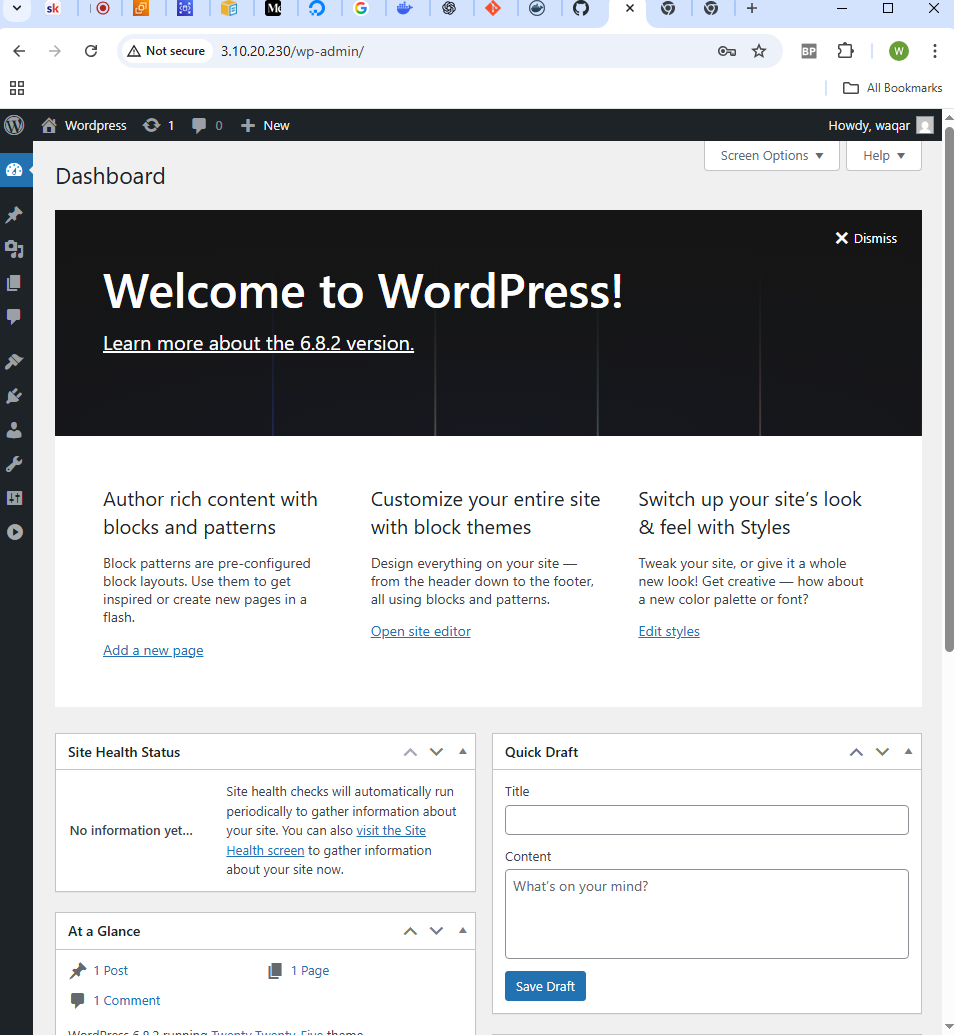 sk
Me
Not secure
3.10.20.230/wp-admin/
BP
W
All Bookmarks
Wordpress
1
0
New
Howdy, waqar
Screen Options
Help
Dashboard
Dismiss
Welcome to WordPress!
Learn more about the 6.8.2 version.
Author rich content with
blocks and patterns
Block patterns are pre-configured
block layouts. Use them to get
inspired or create new pages in a
flash.
Add a new page
Customize your entire site
with block themes
Design everything on your site —
from the header down to the footer,
all using blocks and patterns.
Open site editor
Switch up your site’s look
& feel with Styles
Tweak your site, or give it a whole
new look! Get creative — how about
a new color palette or font?
Edit styles
Site Health Status
No information yet...
Site health checks will automatically run
periodically to gather information about
your site. You can also visit the Site
Health screen to gather information
about your site now.
At a Glance
1 Post
1 Page
1 Comment
WordPress 6.8.2 running Twenty Twenty-Five theme.
Quick Draft
Title
Content
What’s on your mind?
Save Draft